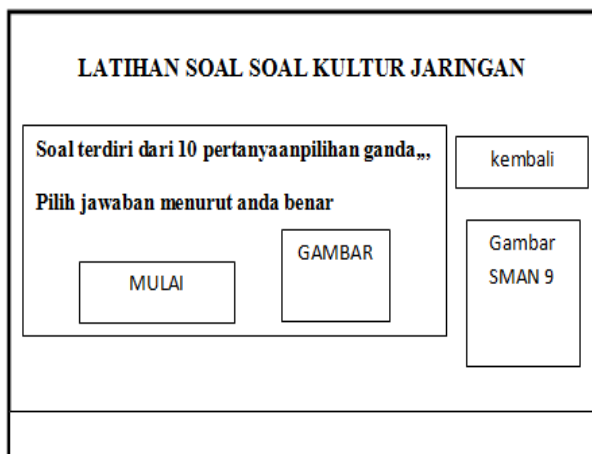 LATIHAN SOAL SOAL KULTUR JARINGAN
Soal terdiri dari 10 pertanyaanpilihan ganda,,,
Pilih jawaban menurut anda benar
MULAI
GAMBAR
kembali
Gambar
SMAN 9